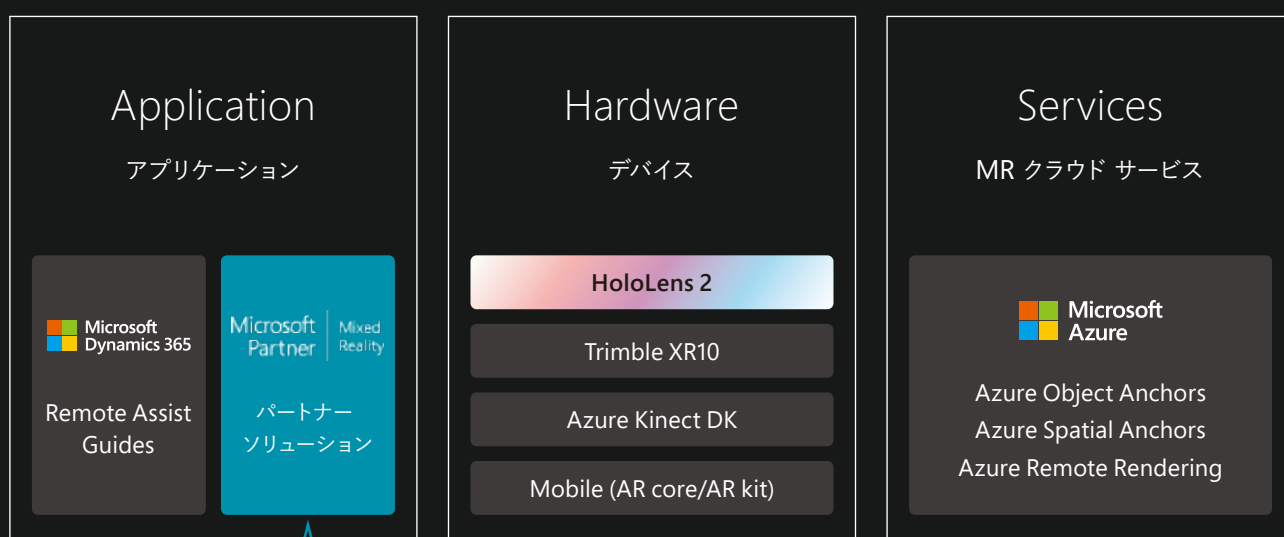 Application
アプリケーション
Microsoft
Dynamics 365
Remote Assist
Guides
Microsoft
Partner
Mixed
Reality
パートナー
ソリューション
Hardware
デバイス
HoloLens 2
Trimble XR10
Azure Kinect DK
Mobile (AR core/AR kit)
Services
MR クラウド サービス
Microsoft
Azure
Azure Object Anchors
Azure Spatial Anchors
Azure Remote Rendering